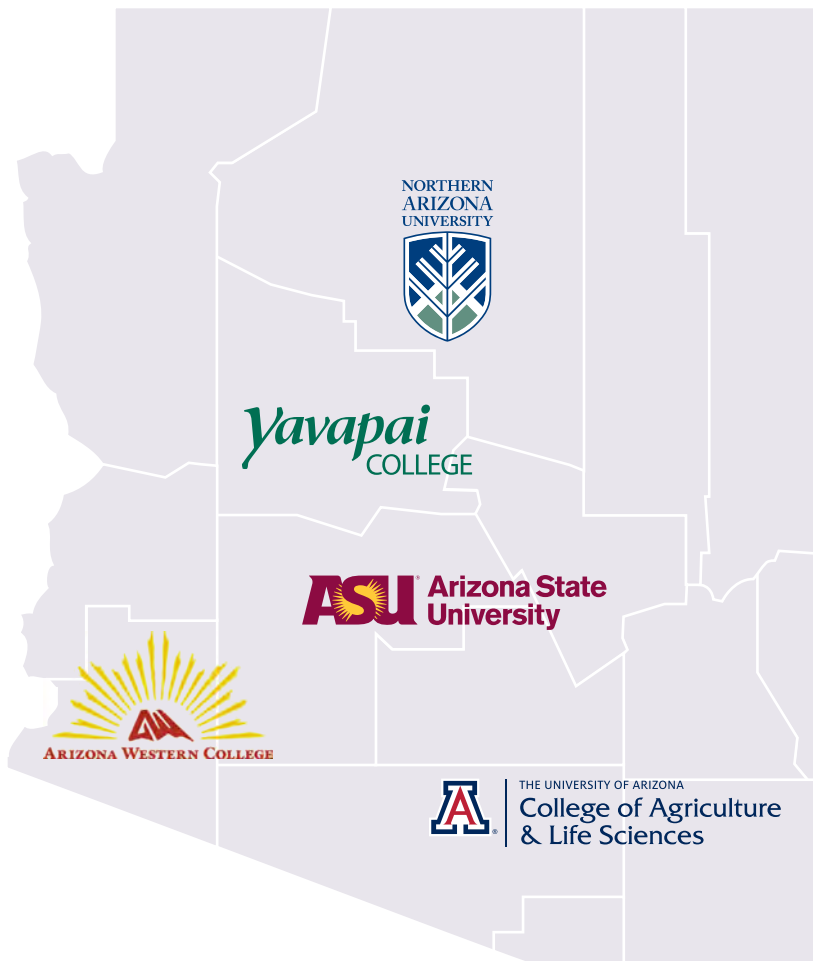 NORTHERN
ARIZONA
UNIVERSITY
Yavapai
COLLEGE
ASU® Arizona State
University
ARIZONA WESTERN COLLEGE
A® THE UNIVERSITY OF ARIZONA
College of Agriculture
& Life Sciences